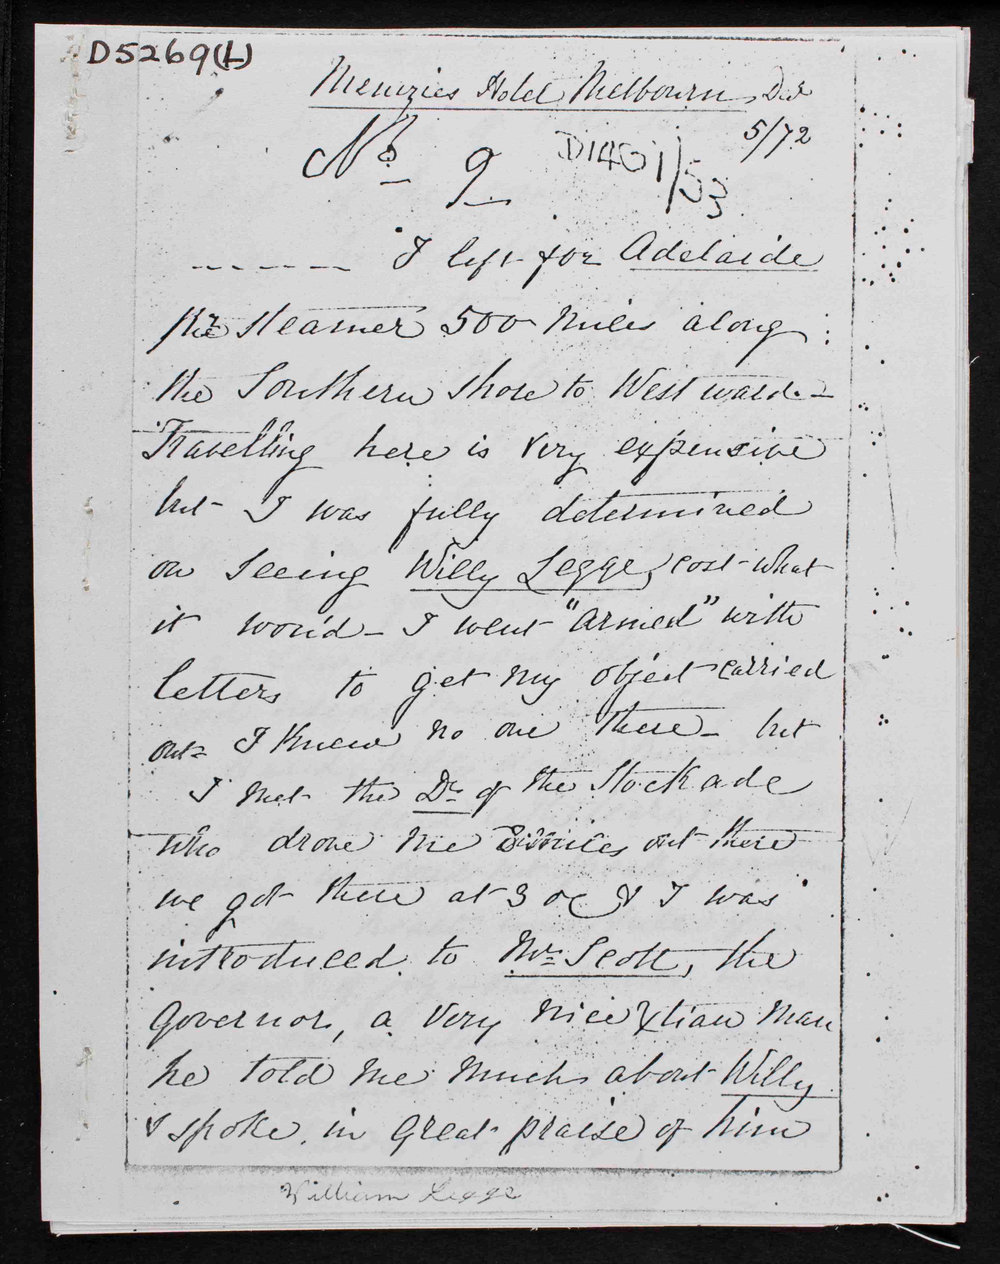 D5269(L)
Menzies Hotel Melbourn Decr
5/72
No 9
D1401/53
I left for Adelaide
pr steamer 500 Miles along
the Southern shore to Westward. –
Travelling here is very expensive
but I was fully determined
on seeing Willy Legge, cost what
it wou'd – I went "armed" with
letters to get my object carried
out = I knew no one there – but
I met the Dr of the Stockade
who drove me miles out there
we got there at 3 oC & I was
introduced to Mr Scott, the
Governor, a very nice Xtian Man
he told me much about Willy
& spoke in great praise of him
William Legge